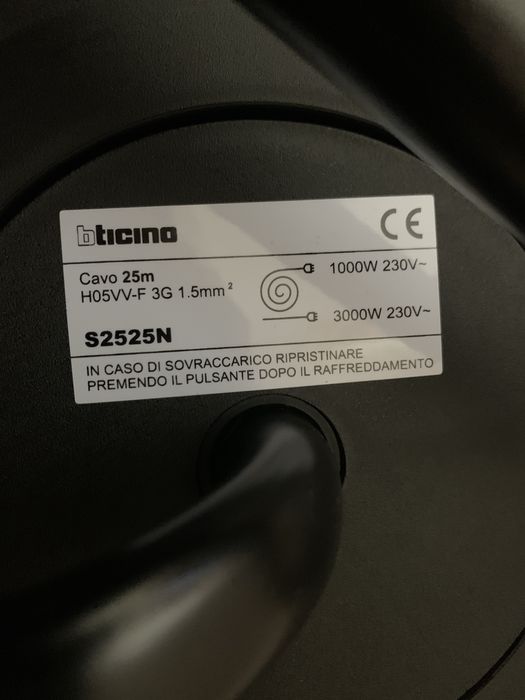 bticino
CE
Cavo 25m
H05VV-F 3G 1.5mm²
1000W 230V~
3000W 230V~
S2525N
IN CASO DI SOVRACCARICO RIPRISTINARE
PREMENDO IL PULSANTE DOPO IL RAFFREDDAMENTO